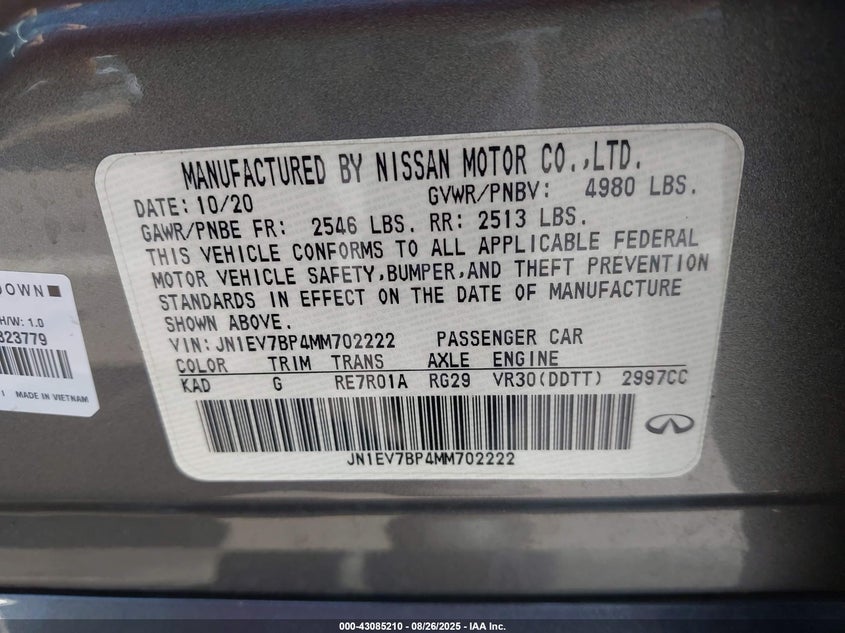 MANUFACTURED BY NISSAN MOTOR CO.,LTD.
DATE: 10/20 GVWR/PNBV: 4980 LBS.
GAWR/PNBE FR: 2546 LBS. RR: 2513 LBS.
THIS VEHICLE CONFORMS TO ALL APPLICABLE FEDERAL
MOTOR VEHICLE SAFETY,BUMPER,AND THEFT PREVENTION
STANDARDS IN EFFECT ON THE DATE OF MANUFACTURE
SHOWN ABOVE.
VIN: JN1EV7BP4MM702222 PASSENGER CAR
COLOR TRIM TRANS AXLE ENGINE
KAD G RE7R01A RG29 VR30(DDTT) 2997CC
JN1EV7BP4MM702222
DOWN
H/W: 1.0
823779
MADE IN VIETNAM
000-43085210 - 08/26/2025 - IAA Inc.